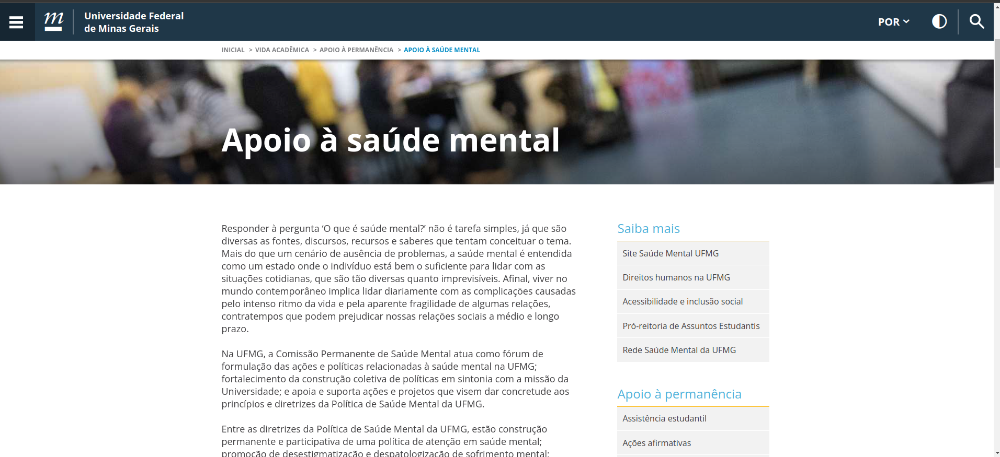 Universidade Federal
de Minas Gerais
POR
INICIAL > VIDA ACADÊMICA > APOIO À PERMANÊNCIA > APOIO À SAÚDE MENTAL
Apoio à saúde mental
Responder à pergunta ‘O que é saúde mental?’ não é tarefa simples, já que são
diversas as fontes, discursos, recursos e saberes que tentam conceituar o tema.
Mais do que um cenário de ausência de problemas, a saúde mental é entendida
como um estado onde o indivíduo está bem o suficiente para lidar com as
situações cotidianas, que são tão diversas quanto imprevisíveis. Afinal, viver no
mundo contemporâneo implica lidar diariamente com as complicações causadas
pelo intenso ritmo da vida e pela aparente fragilidade de algumas relações,
contratempos que podem prejudicar nossas relações sociais a médio e longo
prazo.
Na UFMG, a Comissão Permanente de Saúde Mental atua como fórum de
formulação das ações e políticas relacionadas à saúde mental na UFMG;
fortalecimento da construção coletiva de políticas em sintonia com a missão da
Universidade; e apoia e suporta ações e projetos que visem dar concretude aos
princípios e diretrizes da Política de Saúde Mental da UFMG.
Entre as diretrizes da Política de Saúde Mental da UFMG, estão construção
permanente e participativa de uma política de atenção em saúde mental;
promoção de desestigmatização e despatologização de sofrimento mental;
Saiba mais
Site Saúde Mental UFMG
Direitos humanos na UFMG
Acessibilidade e inclusão social
Pró-reitoria de Assuntos Estudantis
Rede Saúde Mental da UFMG
Apoio à permanência
Assistência estudantil
Ações afirmativas